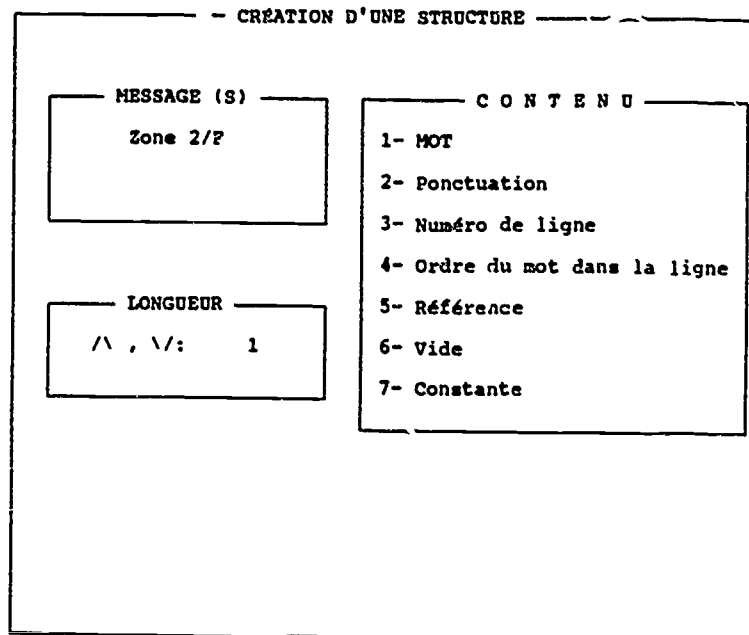 CRÉATION D'UNE STRUCTURE
MESSAGE (S)
Zone 2/?
LONGUEUR
/\ , \/: 1
C O N T E N U
1- MOT
2- Ponctuation
3- Numéro de ligne
4- Ordre du mot dans la ligne
5- Référence
6- Vide
7- Constante